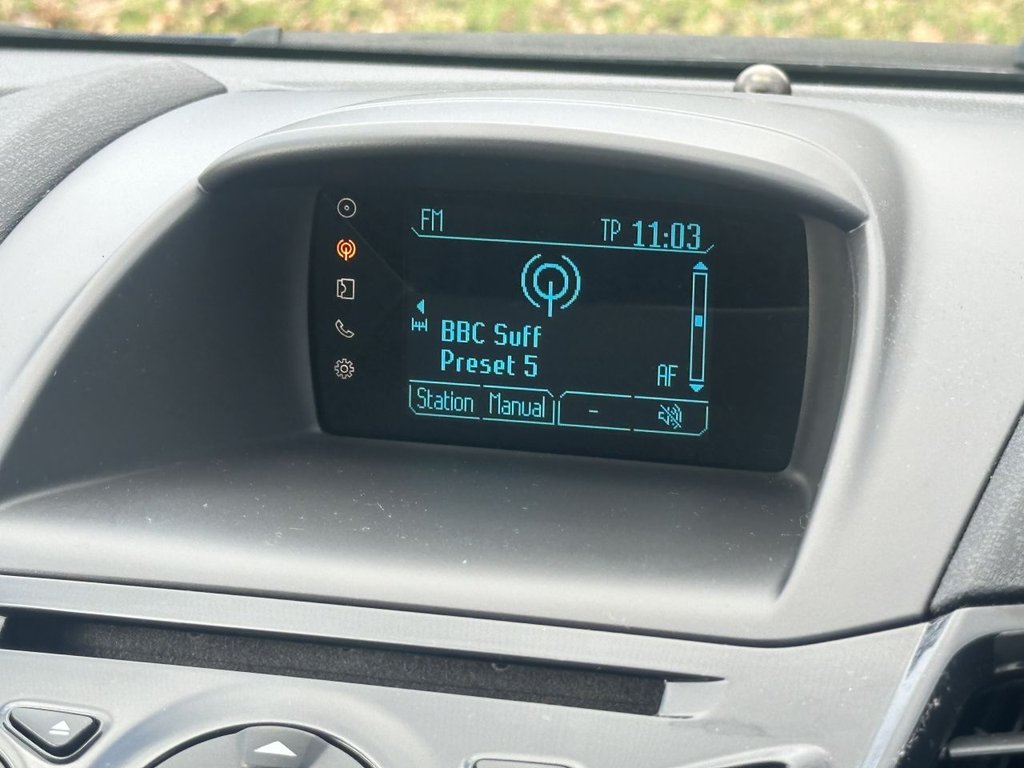 FM TP 11:03
BBC Suff
Preset 5
AF
Station Manual -